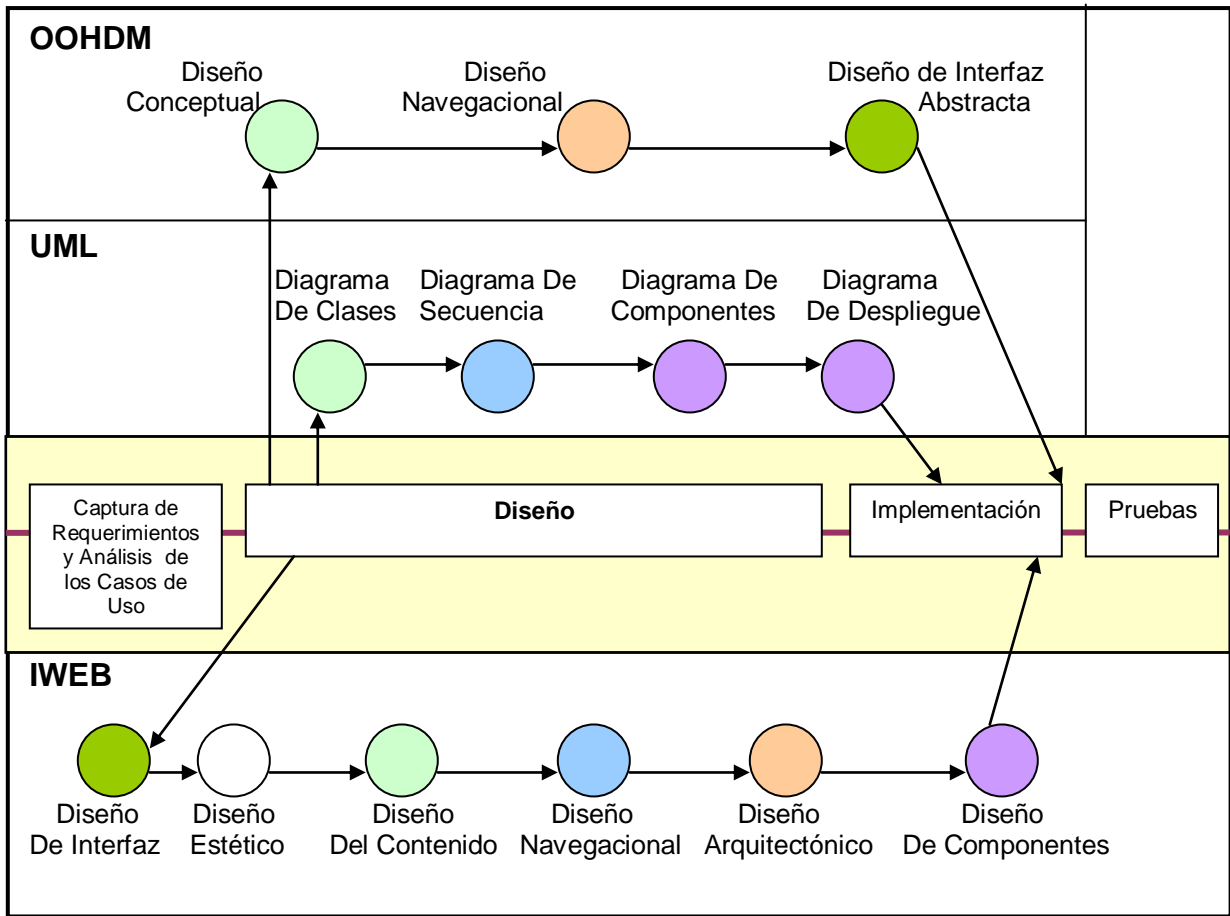 OOHDM
Diseño
Conceptual
Diseño
Navegacional
Diseño de Interfaz
Abstracta
UML
Diagrama
De Clases
Diagrama De
Secuencia
Diagrama De
Componentes
Diagrama
De Despliegue
Captura de
Requerimientos
y Análisis de
los Casos de
Uso
Diseño
Implementación
Pruebas
IWEB
Diseño
De Interfaz
Diseño
Estético
Diseño
Del Contenido
Diseño
Navegacional
Diseño
Arquitectónico
Diseño
De Componentes